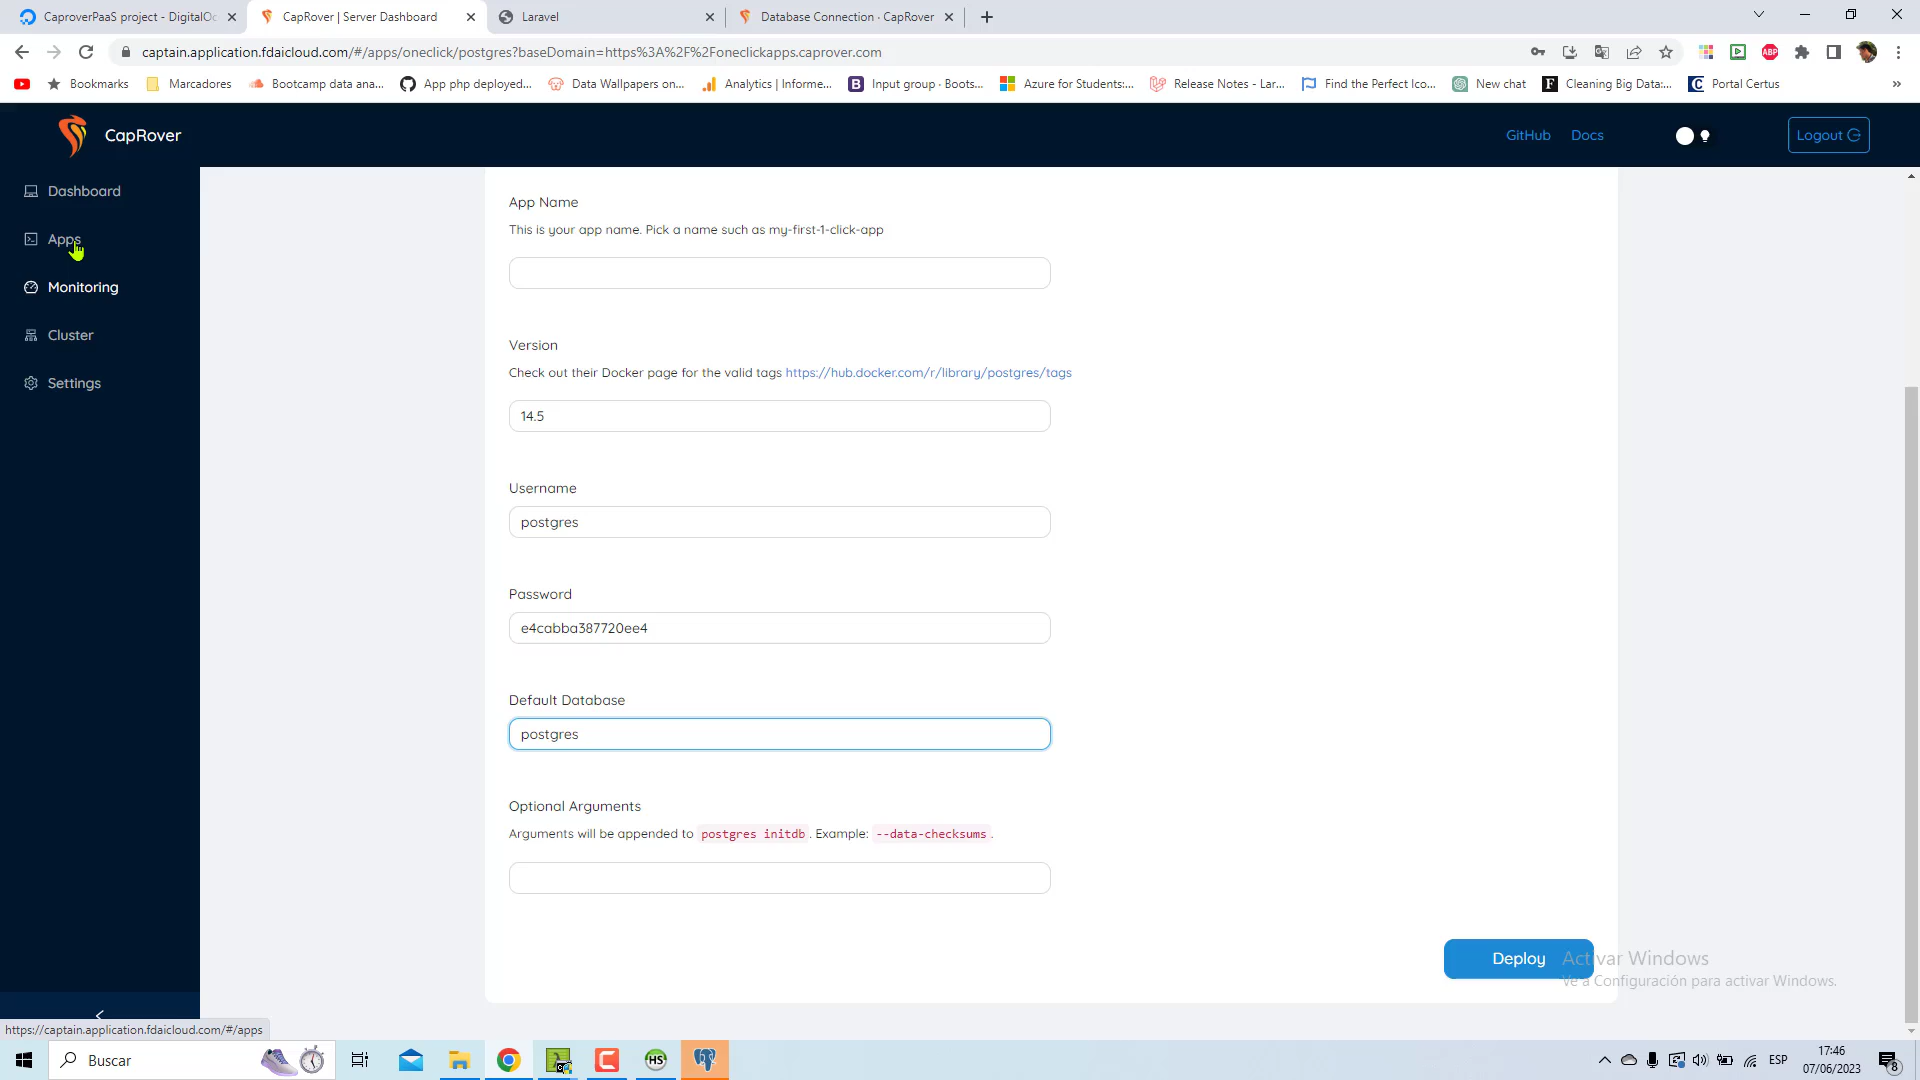 CaproverPaaS project - DigitalOc
CapRover | Server Dashboard
Laravel
Database Connection · CapRover
captain.application.fdaicloud.com/#/apps/oneclick/postgres?baseDomain=https%3A%2F%2Foneclickapps.caprover.com
Bookmarks
Marcadores
Bootcamp data ana...
App php deployed...
Data Wallpapers on...
Analytics | Informe...
Input group · Boots...
Azure for Students:...
Release Notes - Lar...
Find the Perfect Ico...
New chat
Cleaning Big Data:...
Portal Certus
»
ABP
CapRover
GitHub
Docs
Logout
Dashboard
Apps
Monitoring
Cluster
Settings
App Name
This is your app name. Pick a name such as my-first-1-click-app
Version
Check out their Docker page for the valid tags https://hub.docker.com/r/library/postgres/tags
14.5
Username
postgres
Password
e4cabba387720ee4
Default Database
postgres
Optional Arguments
Arguments will be appended to postgres initdb. Example: --data-checksums.
Deploy
Activar Windows
Ve a Configuración para activar Windows.
https://captain.application.fdaicloud.com/#/apps
Buscar
HS
ESP
17:46
07/06/2023
8